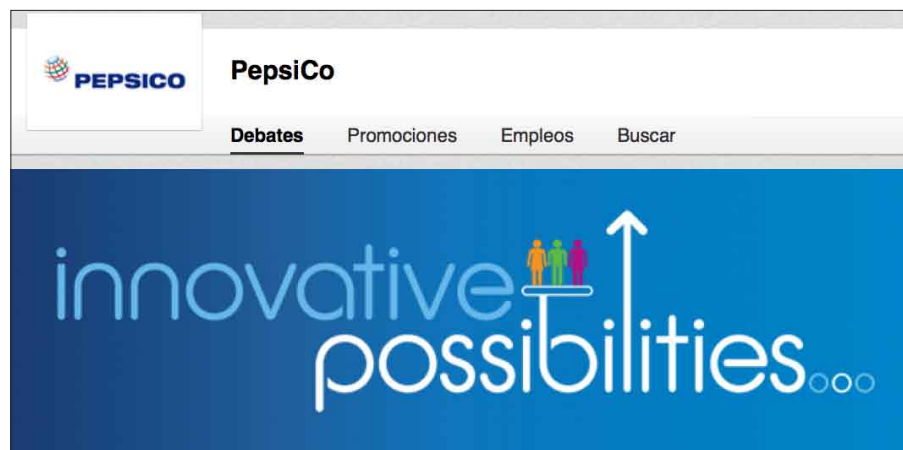 PEPSICO
PepsiCo
Debates Promociones Empleos Buscar
innovative
possibilities...